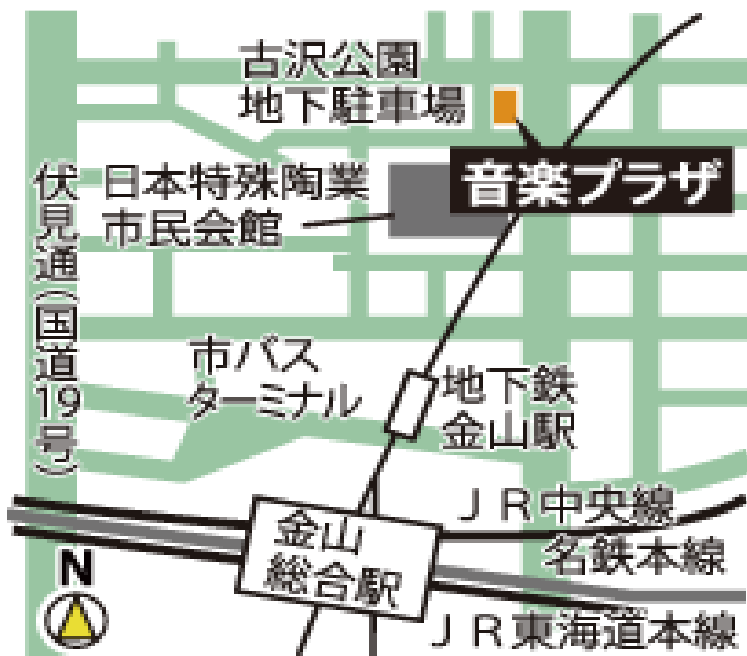 古沢公園
地下駐車場
音楽プラザ
日本特殊陶業
市民会館
伏見通(国道19号)
市バス
ターミナル
地下鉄
金山駅
JR中央線
金山
総合駅
名鉄本線
N
JR東海道本線